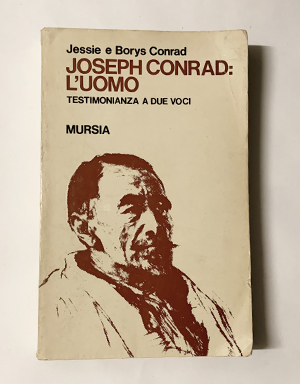 Jessie e Borys Conrad
JOSEPH CONRAD:
L'UOMO
TESTIMONIANZA A DUE VOCI
MURSIA